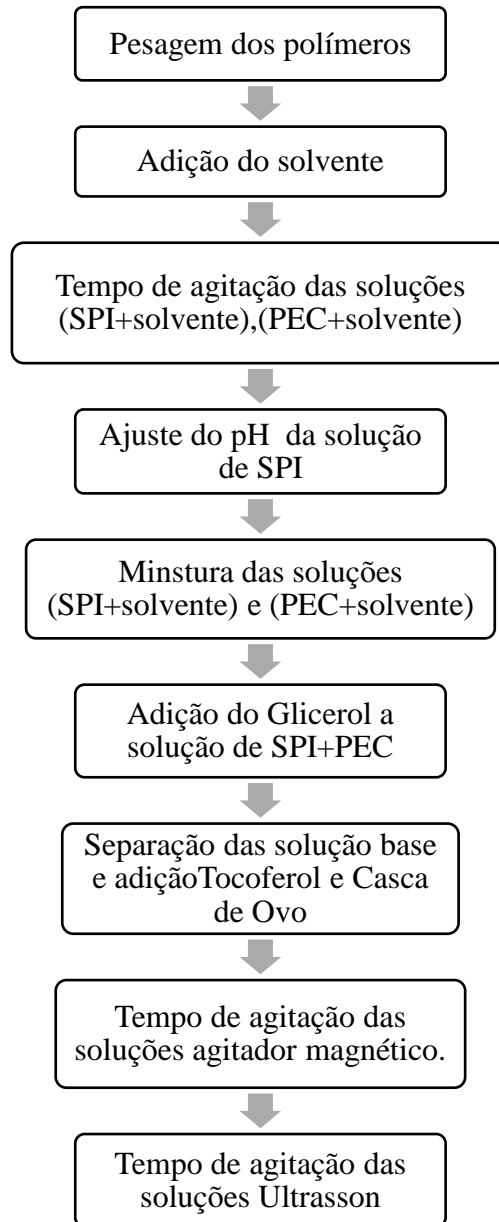 Pesagem dos polímeros
Adição do solvente
Tempo de agitação das soluções
(SPI+solvente),(PEC+solvente)
Ajuste do pH da solução
de SPI
Minstura das soluções
(SPI+solvente) e (PEC+solvente)
Adição do Glicerol a
solução de SPI+PEC
Separação das solução base
e adiçãoTocoferol e Casca
de Ovo
Tempo de agitação das
soluções agitador magnético.
Tempo de agitação das
soluções Ultrasson